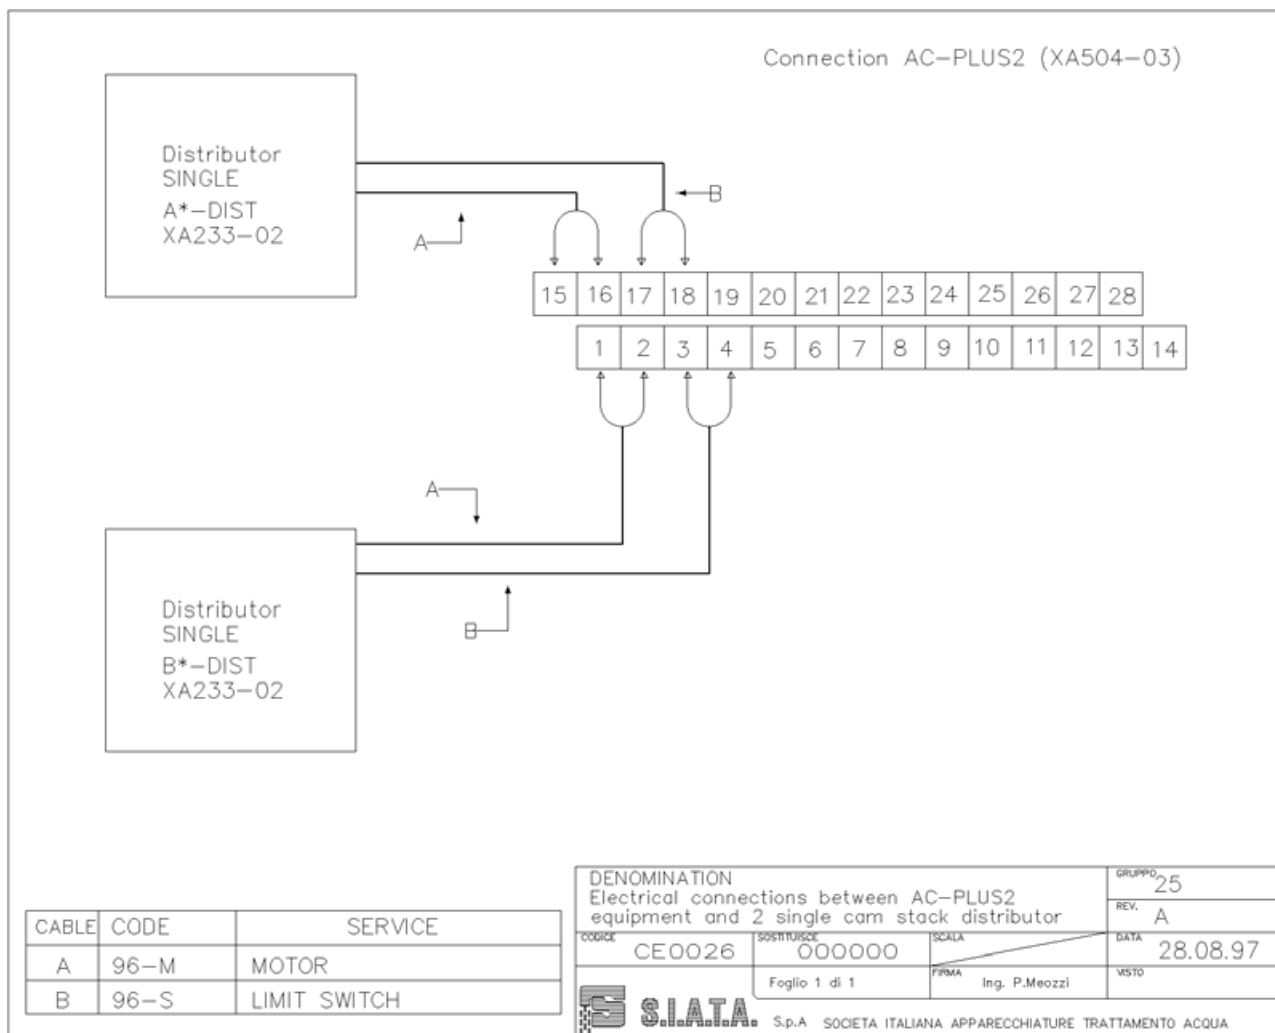 Connection AC-PLUS2 (XA504-03)
Distributor
SINGLE
A*-DIST
XA233-02
B
A
15 16 17 18 19 20 21 22 23 24 25 26 27 28
1 2 3 4 5 6 7 8 9 10 11 12 13 14
A
Distributor
SINGLE
B*-DIST
XA233-02
B
CABLE CODE SERVICE
A 96-M MOTOR
B 96-S LIMIT SWITCH
DENOMINATION
Electrical connections between AC-PLUS2
equipment and 2 single cam stack distributor
GRUPPO 25
REV. A
CODICE CE0026
SOSTITUISCE 000000
SCALA
DATA 28.08.97
Foglio 1 di 1
FIRMA Ing. P.Meozzi
VISTO
S.I.A.T.A. S.p.A SOCIETA ITALIANA APPARECCHIATURE TRATTAMENTO ACQUA